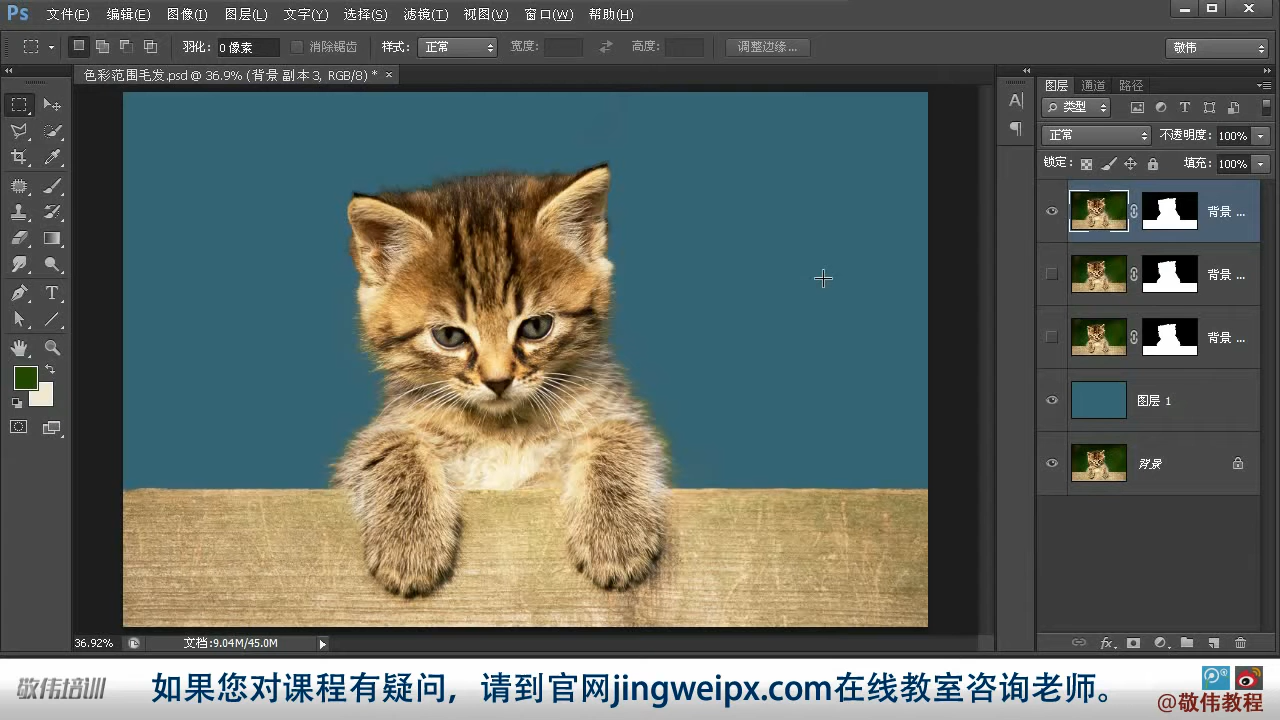 Ps 文件(F) 编辑(E) 图像(I) 图层(L) 文字(Y) 选择(S) 滤镜(T) 视图(V) 窗口(W) 帮助(H)
羽化: 0 像素 消除锯齿 样式: 正常 宽度: 高度: 调整边缘... 敬伟
色彩范围毛发.psd @ 36.9% (背景 副本 3, RGB/8) * ×
图层 通道 路径
类型
正常 不透明度: 100%
锁定: 填充: 100%
背景 ...
背景 ...
背景 ...
图层 1
背景
36.92% 文档:9.04M/45.0M
敬伟培训 如果您对课程有疑问，请到官网jingweipx.com在线教室咨询老师。
@敬伟教程